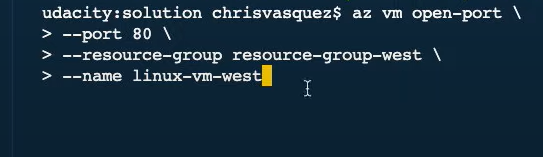 udacity:solution chrisvasquez$ az vm open-port \
> --port 80 \
> --resource-group resource-group-west \
> --name linux-vm-west